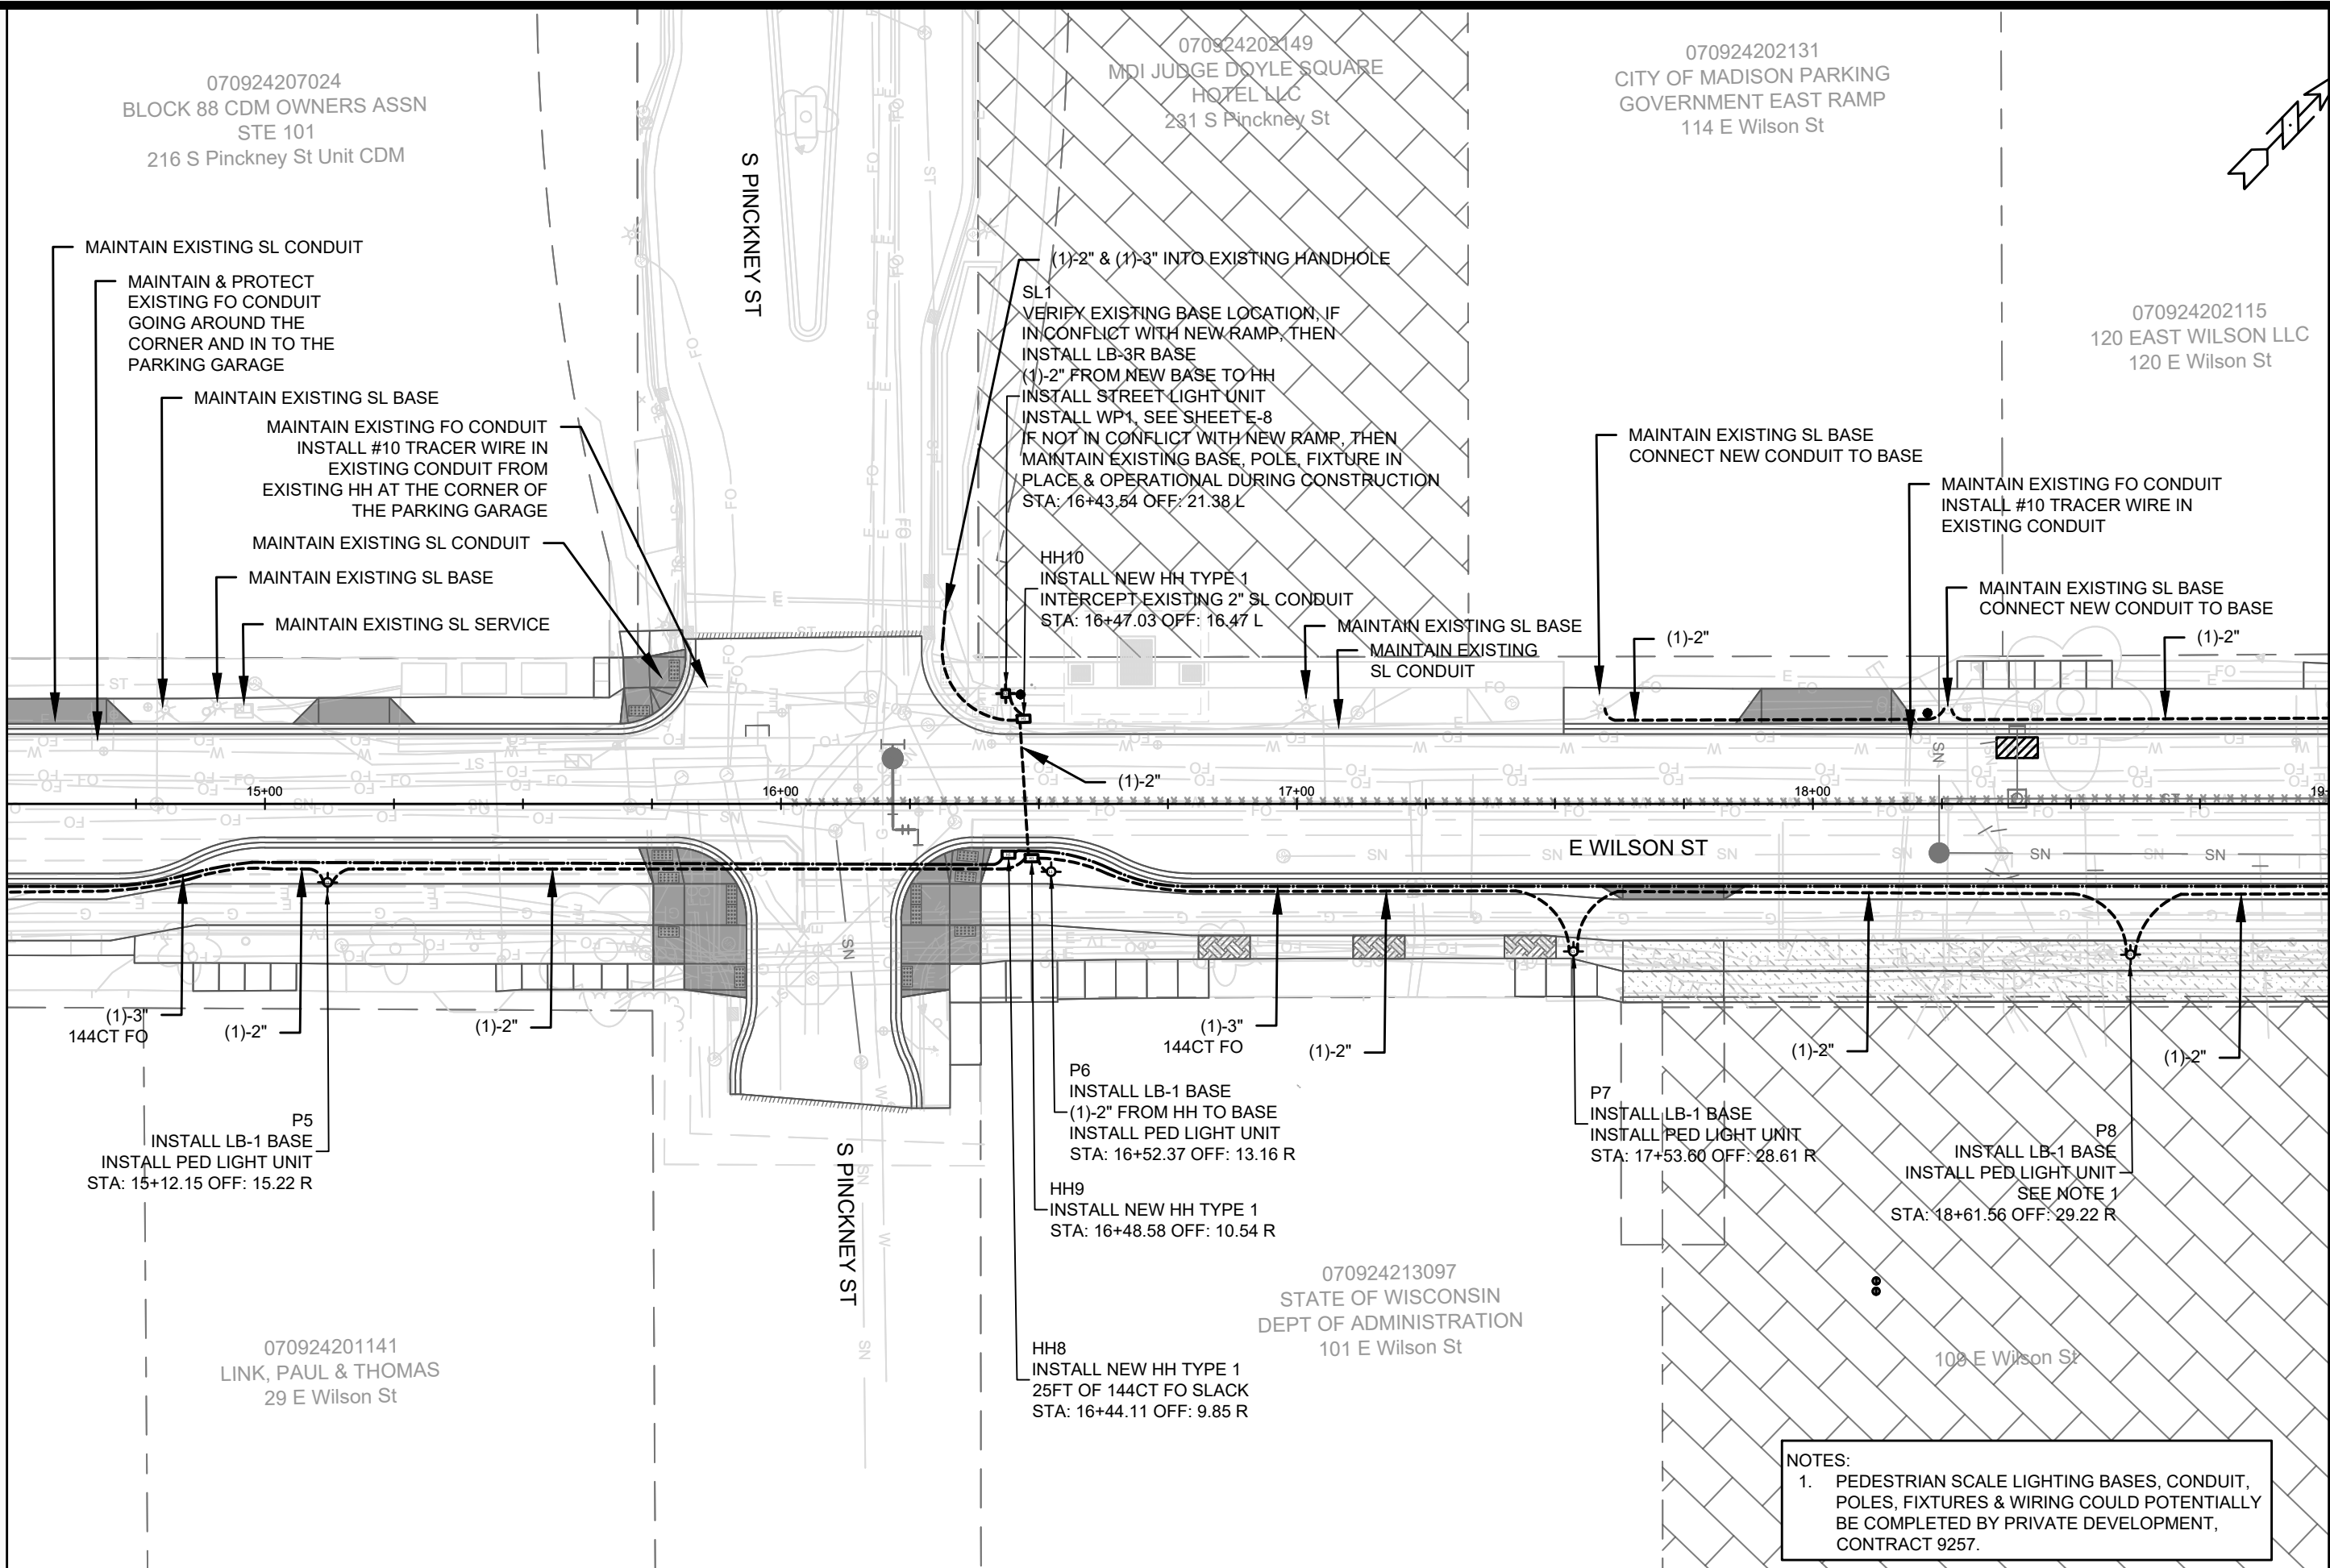 070924207024
BLOCK 88 CDM OWNERS ASSN
STE 101
216 S Pinckney St Unit CDM
070924202149
MDI JUDGE DOYLE SQUARE
HOTEL LLC
231 S Pinckney St
070924202131
CITY OF MADISON PARKING
GOVERNMENT EAST RAMP
114 E Wilson St
070924202115
120 EAST WILSON LLC
120 E Wilson St
S PINCKNEY ST
MAINTAIN EXISTING SL CONDUIT
MAINTAIN & PROTECT
EXISTING FO CONDUIT
GOING AROUND THE
CORNER AND IN TO THE
PARKING GARAGE
MAINTAIN EXISTING SL BASE
MAINTAIN EXISTING FO CONDUIT
INSTALL #10 TRACER WIRE IN
EXISTING CONDUIT FROM
EXISTING HH AT THE CORNER OF
THE PARKING GARAGE
MAINTAIN EXISTING SL CONDUIT
MAINTAIN EXISTING SL BASE
MAINTAIN EXISTING SL SERVICE
(1)-2" & (1)-3" INTO EXISTING HANDHOLE
SL1
VERIFY EXISTING BASE LOCATION, IF
IN CONFLICT WITH NEW RAMP, THEN
INSTALL LB-3R BASE
(1)-2" FROM NEW BASE TO HH
INSTALL STREET LIGHT UNIT
INSTALL WP1, SEE SHEET E-8
IF NOT IN CONFLICT WITH NEW RAMP, THEN
MAINTAIN EXISTING BASE, POLE, FIXTURE IN
PLACE & OPERATIONAL DURING CONSTRUCTION
STA: 16+43.54 OFF: 21.38 L
HH10
INSTALL NEW HH TYPE 1
INTERCEPT EXISTING 2" SL CONDUIT
STA: 16+47.03 OFF: 16.47 L
MAINTAIN EXISTING SL BASE
MAINTAIN EXISTING
SL CONDUIT
MAINTAIN EXISTING SL BASE
CONNECT NEW CONDUIT TO BASE
MAINTAIN EXISTING FO CONDUIT
INSTALL #10 TRACER WIRE IN
EXISTING CONDUIT
MAINTAIN EXISTING SL BASE
CONNECT NEW CONDUIT TO BASE
(1)-2"
(1)-2"
(1)-2"
15+00
16+00
17+00
18+00
E WILSON ST
(1)-3"
144CT FO
(1)-2"
(1)-2"
(1)-3"
144CT FO
(1)-2"
(1)-2"
(1)-2"
P5
INSTALL LB-1 BASE
INSTALL PED LIGHT UNIT
STA: 15+12.15 OFF: 15.22 R
P6
INSTALL LB-1 BASE
(1)-2" FROM HH TO BASE
INSTALL PED LIGHT UNIT
STA: 16+52.37 OFF: 13.16 R
P7
INSTALL LB-1 BASE
INSTALL PED LIGHT UNIT
STA: 17+53.60 OFF: 28.61 R
P8
INSTALL LB-1 BASE
INSTALL PED LIGHT UNIT
SEE NOTE 1
STA: 18+61.56 OFF: 29.22 R
HH9
INSTALL NEW HH TYPE 1
STA: 16+48.58 OFF: 10.54 R
S PINCKNEY ST
HH8
INSTALL NEW HH TYPE 1
25FT OF 144CT FO SLACK
STA: 16+44.11 OFF: 9.85 R
070924201141
LINK, PAUL & THOMAS
29 E Wilson St
070924213097
STATE OF WISCONSIN
DEPT OF ADMINISTRATION
101 E Wilson St
109 E Wilson St
NOTES:
1. PEDESTRIAN SCALE LIGHTING BASES, CONDUIT,
POLES, FIXTURES & WIRING COULD POTENTIALLY
BE COMPLETED BY PRIVATE DEVELOPMENT,
CONTRACT 9257.